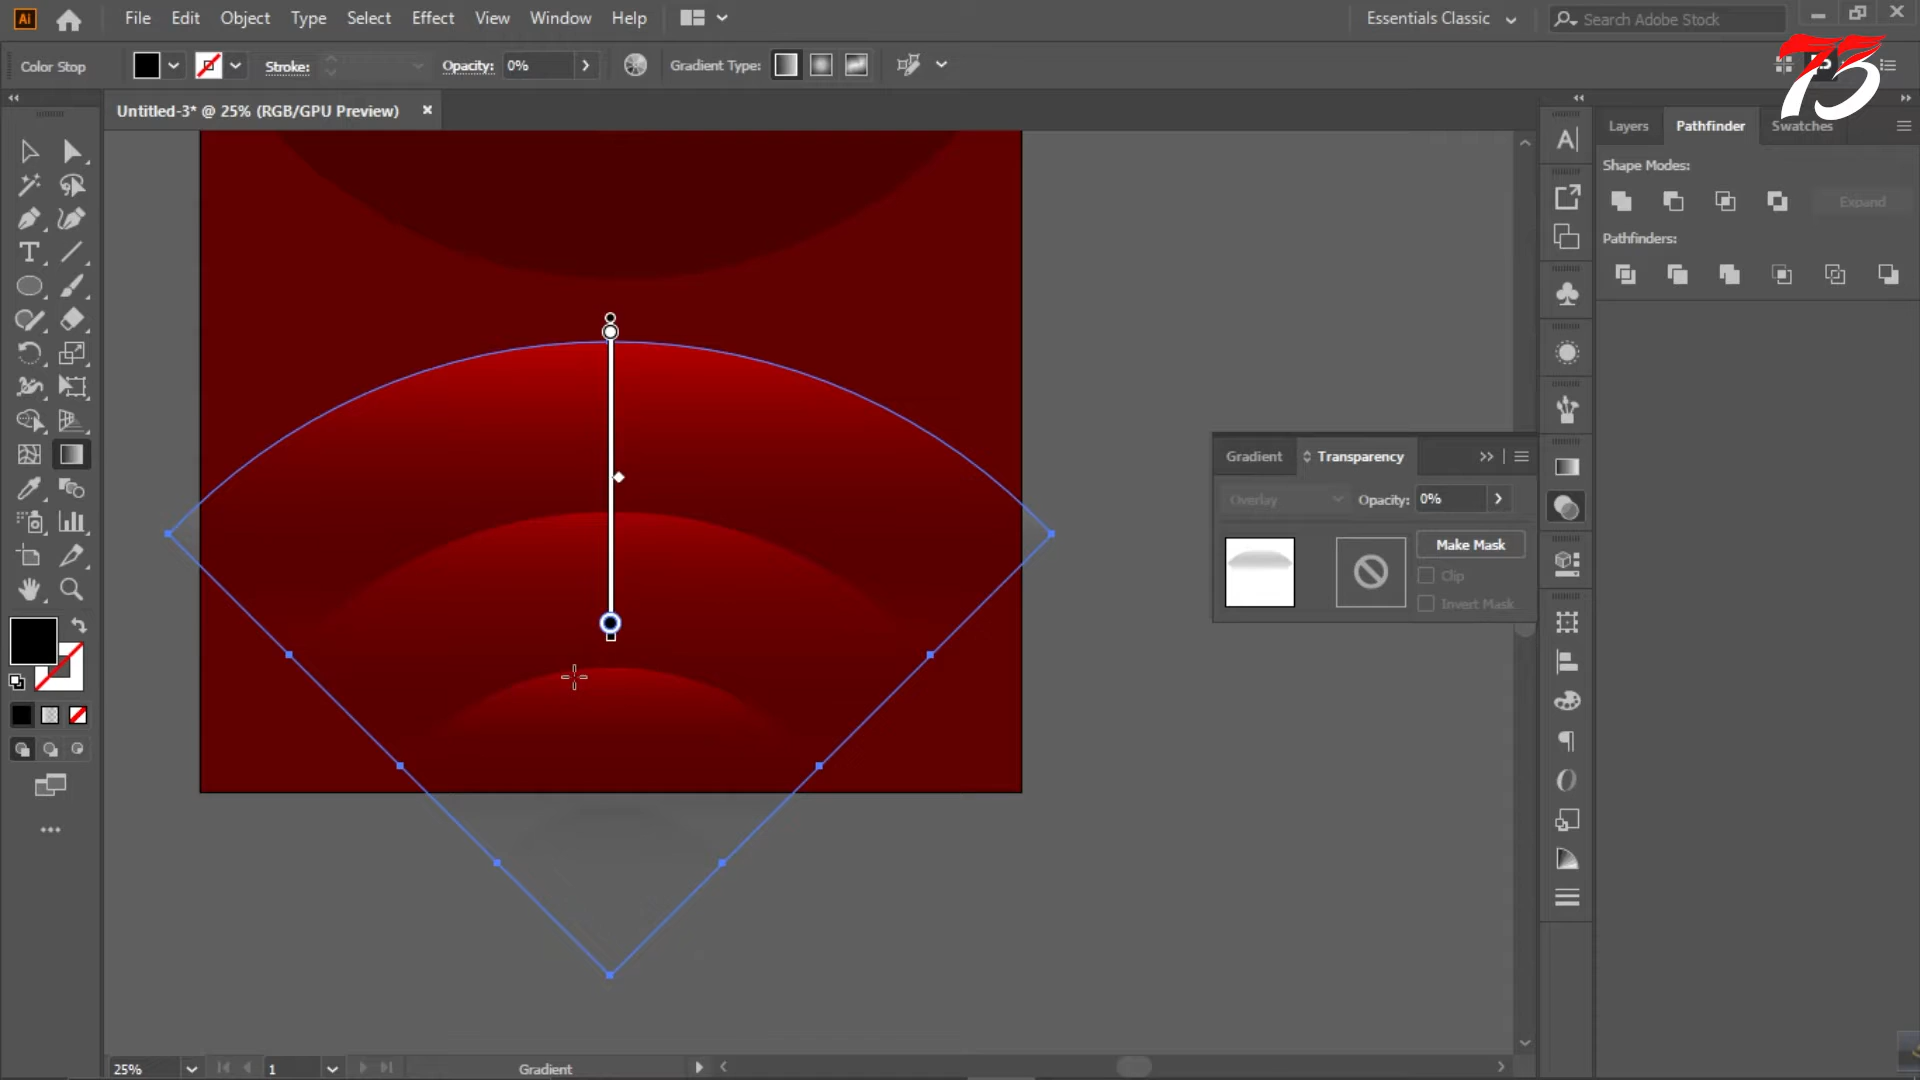 Ai File Edit Object Type Select Effect View Window Help Essentials Classic Search Adobe Stock
Color Stop Stroke: Opacity: 0% Gradient Type:
Untitled-3* @ 25% (RGB/GPU Preview)
Layers Pathfinder Swatches
Shape Modes:
Expand
Pathfinders:
Gradient Transparency
Overlay Opacity: 0%
Make Mask
Clip
Invert Mask
25% 1 Gradient